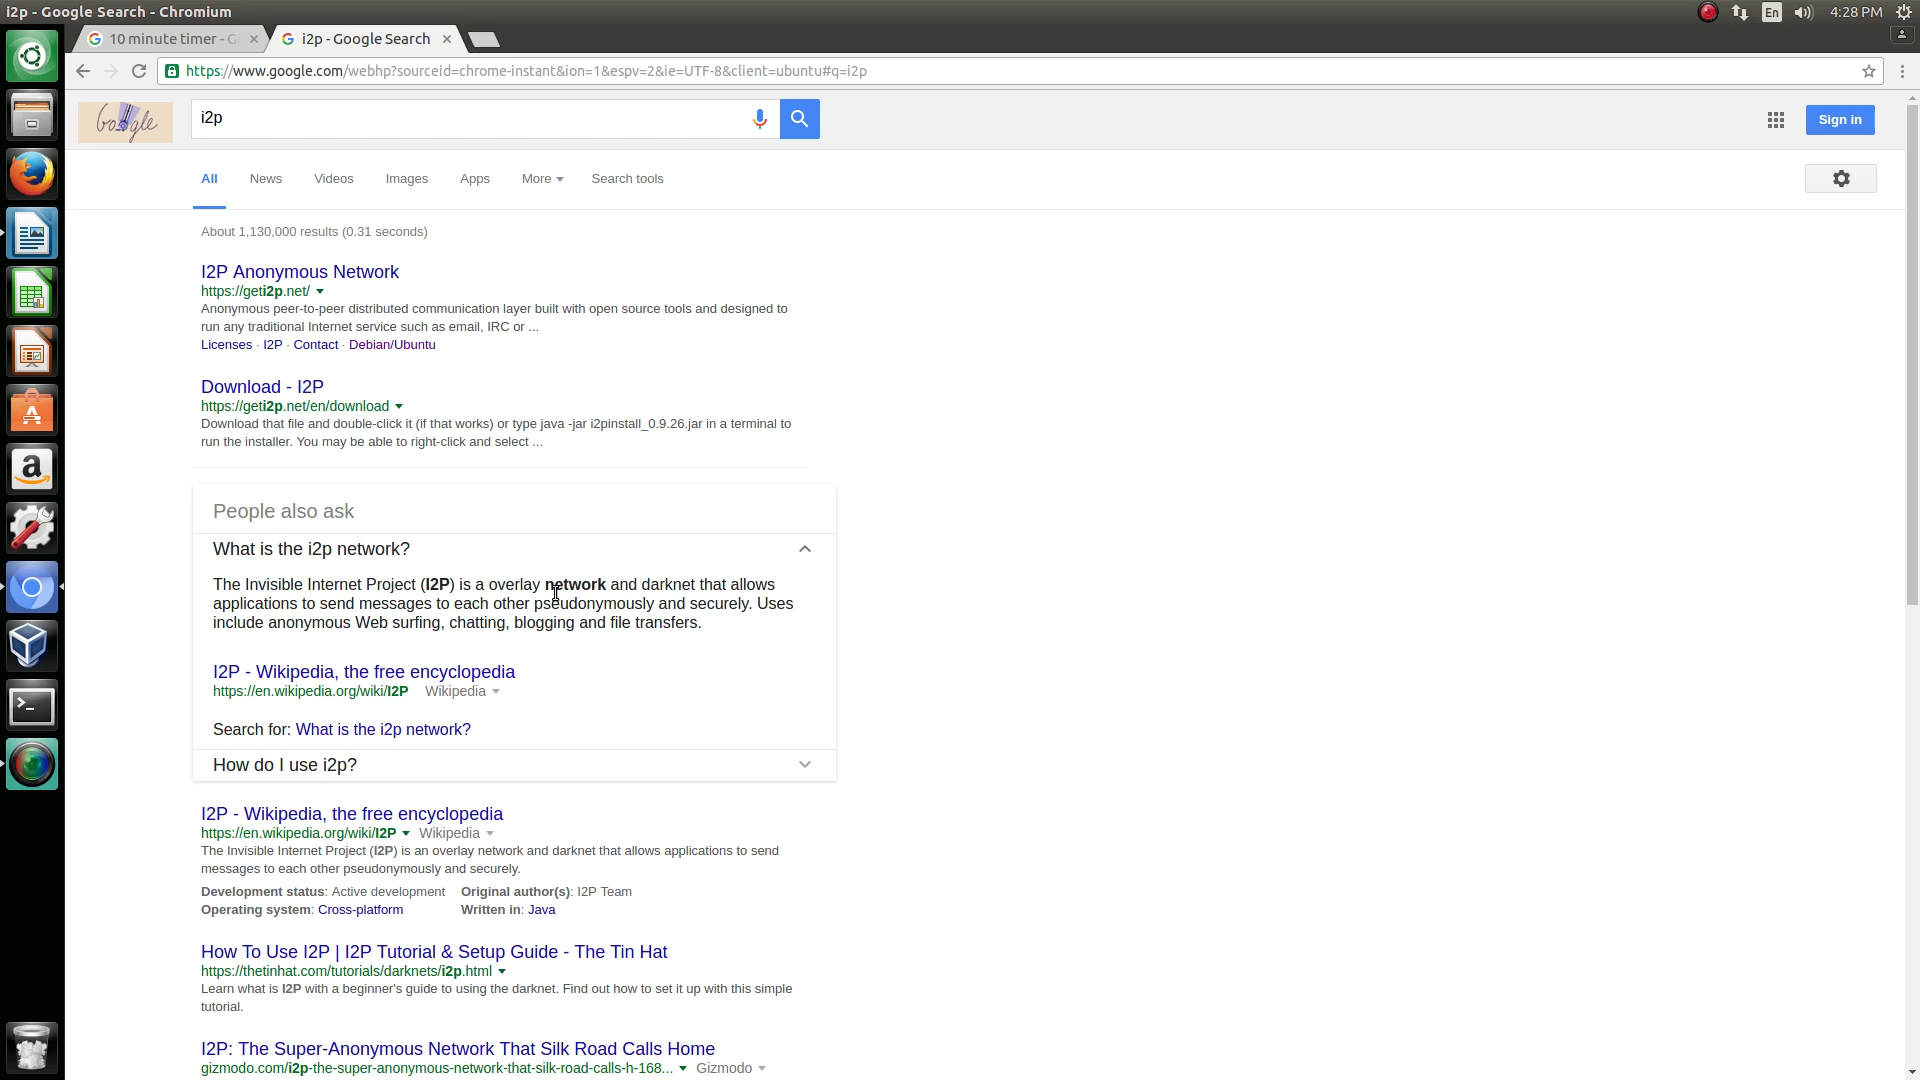 i2p - Google Search - Chromium
En
4:28 PM
10 minute timer - G
i2p - Google Search
https://www.google.com/webhp?sourceid=chrome-instant&ion=1&espv=2&ie=UTF-8&client=ubuntu#q=i2p
Google
i2p
Sign in
All News Videos Images Apps More Search tools
About 1,130,000 results (0.31 seconds)
I2P Anonymous Network
https://geti2p.net/
Anonymous peer-to-peer distributed communication layer built with open source tools and designed to
run any traditional Internet service such as email, IRC or ...
Licenses · I2P · Contact · Debian/Ubuntu
Download - I2P
https://geti2p.net/en/download
Download that file and double-click it (if that works) or type java -jar i2pinstall_0.9.26.jar in a terminal to
run the installer. You may be able to right-click and select ...
People also ask
What is the i2p network?
The Invisible Internet Project (I2P) is a overlay network and darknet that allows
applications to send messages to each other pseudonymously and securely. Uses
include anonymous Web surfing, chatting, blogging and file transfers.
I2P - Wikipedia, the free encyclopedia
https://en.wikipedia.org/wiki/I2P Wikipedia
Search for: What is the i2p network?
How do I use i2p?
I2P - Wikipedia, the free encyclopedia
https://en.wikipedia.org/wiki/I2P Wikipedia
The Invisible Internet Project (I2P) is an overlay network and darknet that allows applications to send
messages to each other pseudonymously and securely.
Development status: Active development Original author(s): I2P Team
Operating system: Cross-platform Written in: Java
How To Use I2P | I2P Tutorial & Setup Guide - The Tin Hat
https://thetinhat.com/tutorials/darknets/i2p.html
Learn what is I2P with a beginner's guide to using the darknet. Find out how to set it up with this simple
tutorial.
I2P: The Super-Anonymous Network That Silk Road Calls Home
gizmodo.com/i2p-the-super-anonymous-network-that-silk-road-calls-h-168... Gizmodo